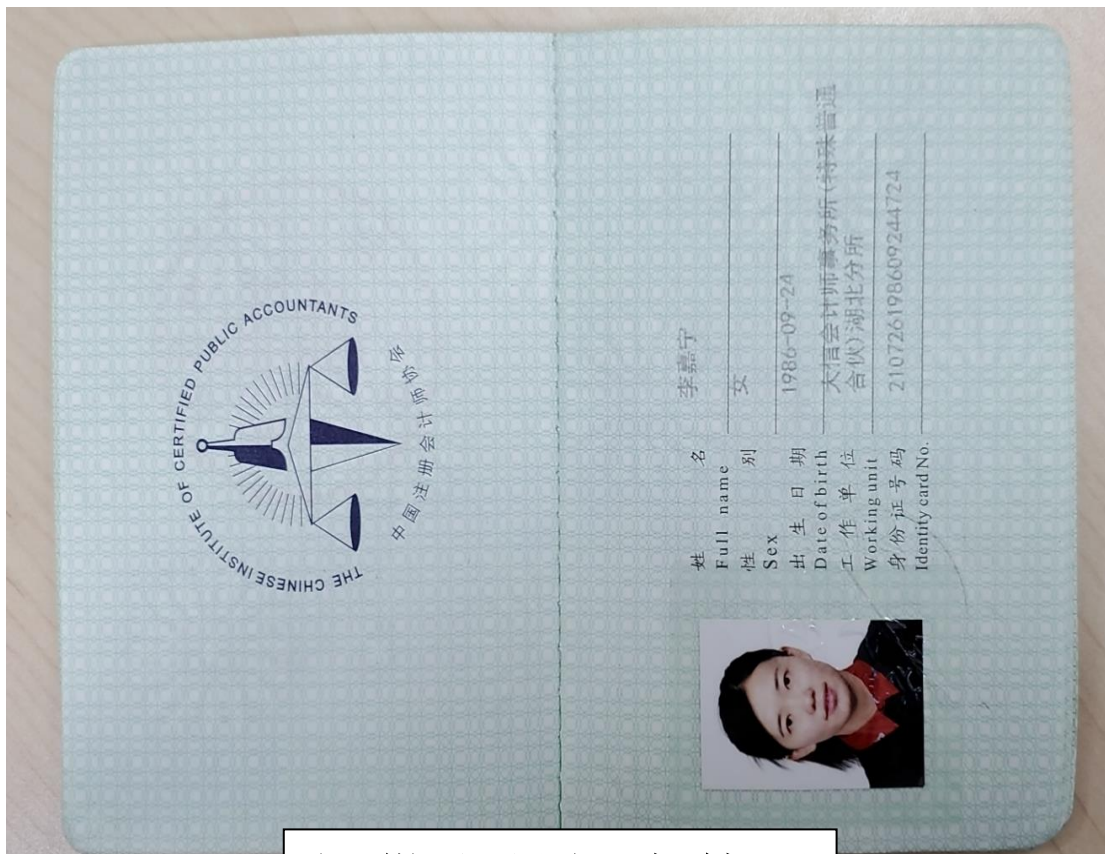 THE CHINESE INSTITUTE OF CERTIFIED PUBLIC ACCOUNTANTS
中国注册会计师协会
姓名 李嘉宁
Full name
性别 女
Sex
出生日期 1986-09-24
Date of birth
工作单位 大信会计师事务所(特殊普通
Working unit 合伙)湖北分所
身份证号码 210726198609244724
Identity card No.